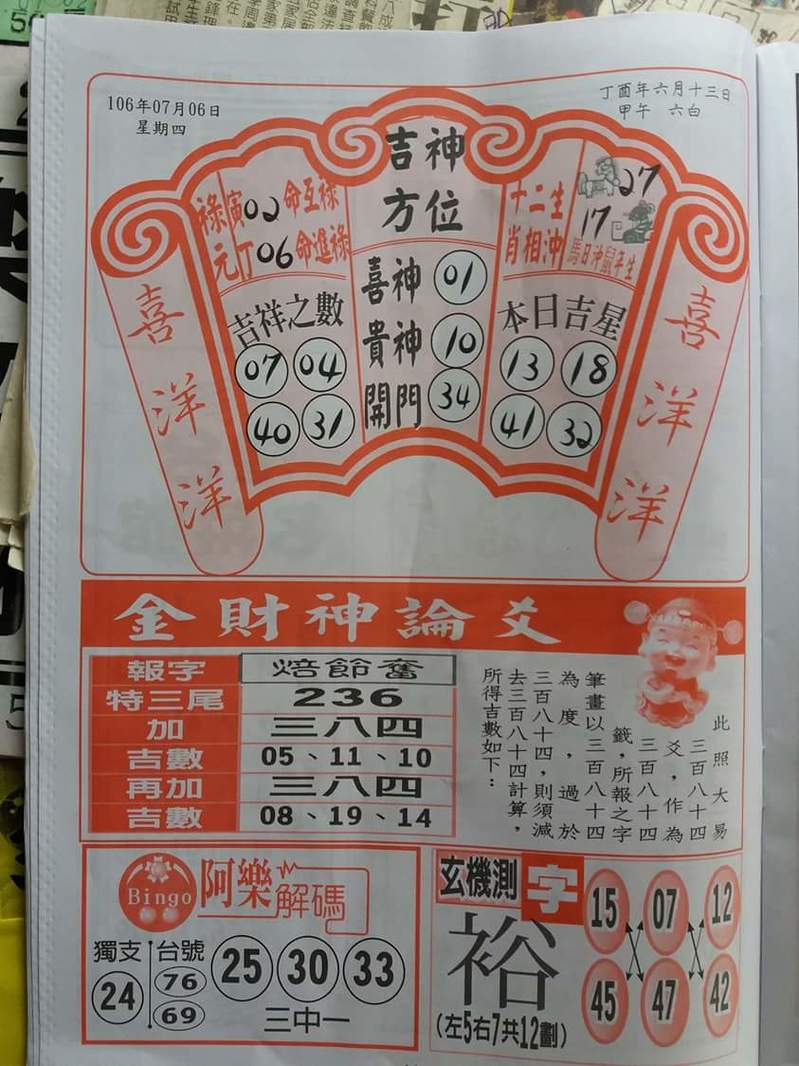 106年07月06日
星期四
丁酉年六月十三日
甲午 六白
吉神
方位
祿元
寅02命互祿
丁06命進祿
十二生
肖相沖
27
17
馬日沖鼠年生
喜神 01
貴神 10
開門 34
吉祥之數
07 04
40 31
本日吉星
13 18
41 32
喜洋洋
喜洋洋
金財神論爻
報字 焙節奮
特三尾 236
加 三八四
吉數 05、11、10
再加 三八四
吉數 08、19、14
此照大易
三百八十四
爻，作為
三百八十四
籤，所報之字
筆畫以三百八十四
為度，過於
三百八十四，則須減
去三百八十四計算，
所得吉數如下：
Bingo
阿樂解碼
獨支
24
台號
76
69
25 30 33
三中一
玄機測字
裕
(左5右7共12劃)
15 07 12
45 47 42